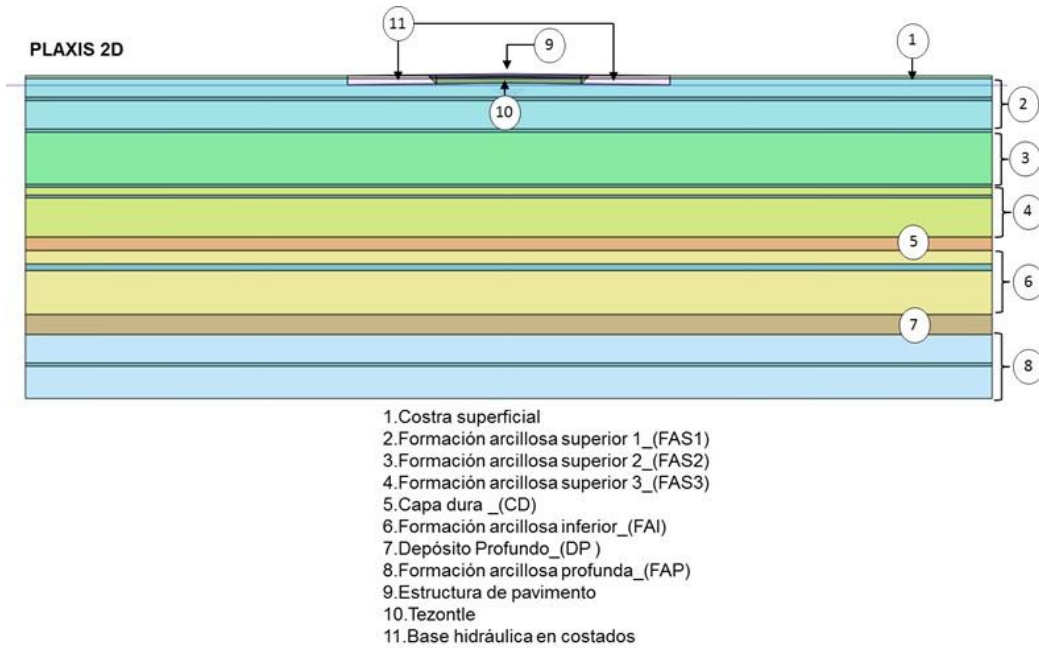 11
9
1
PLAXIS 2D
10
2
3
4
5
6
7
8
1.Costra superficial
2.Formación arcillosa superior 1_(FAS1)
3.Formación arcillosa superior 2_(FAS2)
4.Formación arcillosa superior 3_(FAS3)
5.Capa dura _(CD)
6.Formación arcillosa inferior_(FAI)
7.Depósito Profundo_(DP )
8.Formación arcillosa profunda_(FAP)
9.Estructura de pavimento
10.Tezontle
11.Base hidráulica en costados